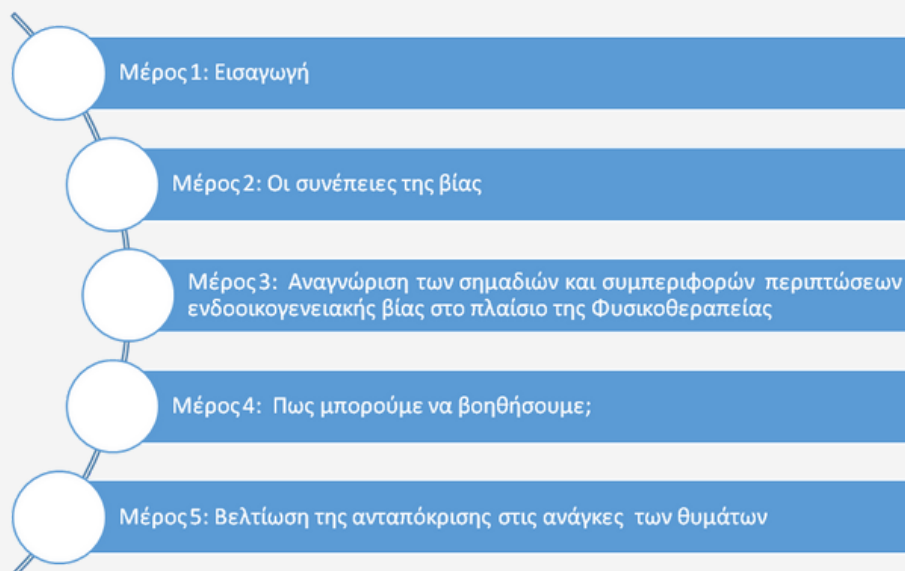 Μέρος 1: Εισαγωγή
Μέρος 2: Οι συνέπειες της βίας
Μέρος 3: Αναγνώριση των σημαδιών και συμπεριφορών περιπτώσεων
ενδοοικογενειακής βίας στο πλαίσιο της Φυσικοθεραπείας
Μέρος 4: Πως μπορούμε να βοηθήσουμε;
Μέρος 5: Βελτίωση της ανταπόκρισης στις ανάγκες των θυμάτων